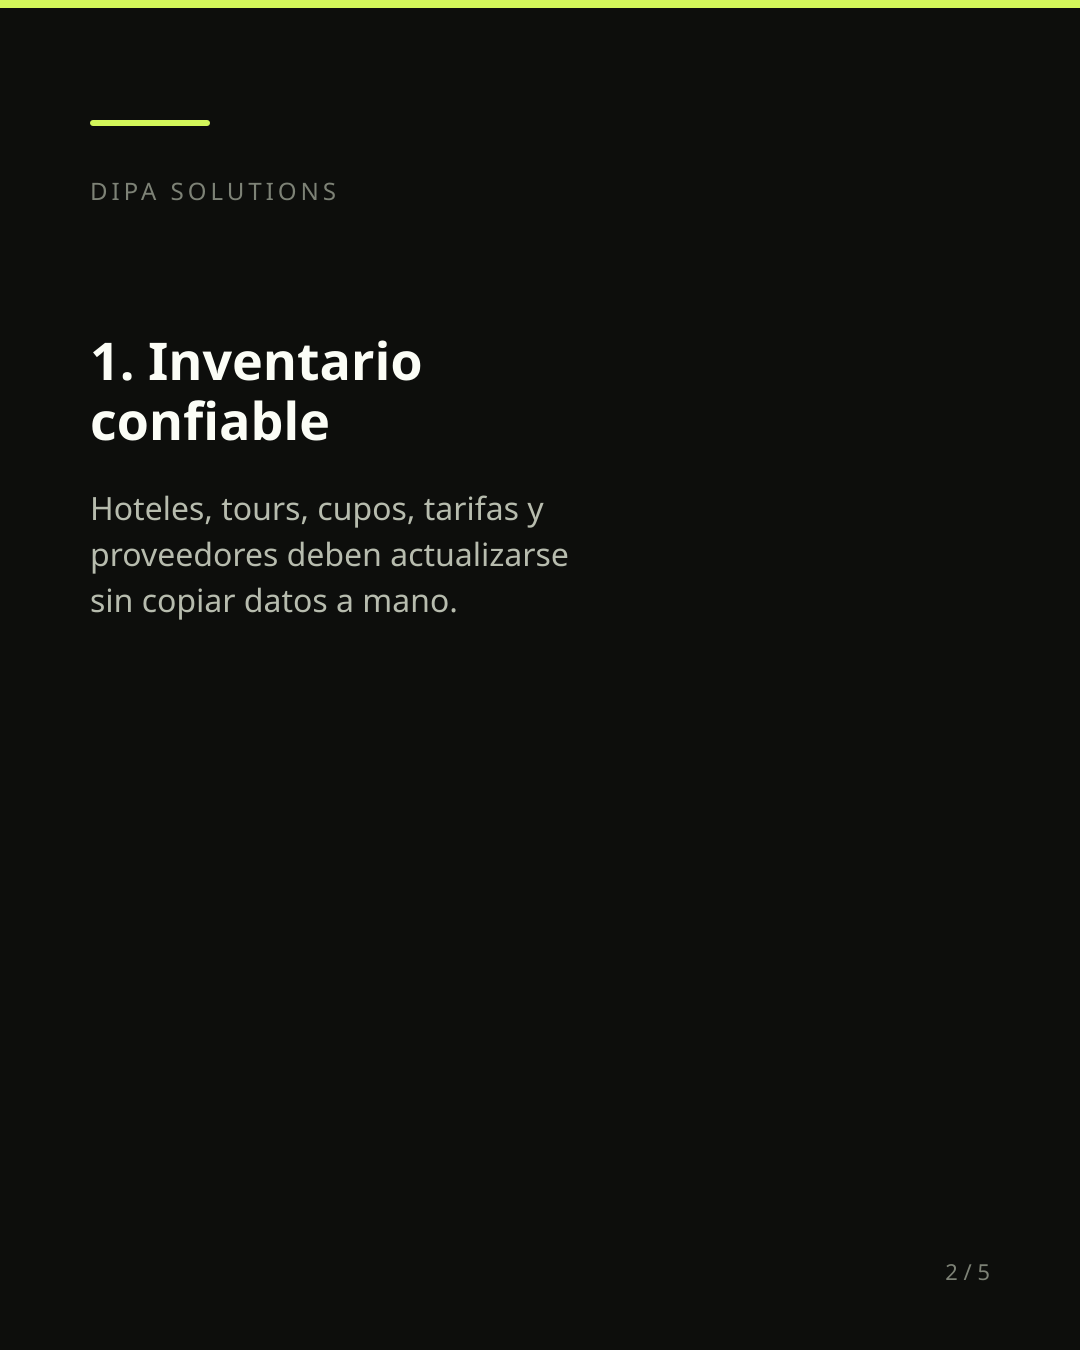 DIPA SOLUTIONS
1. Inventario
confiable
Hoteles, tours, cupos, tarifas y
proveedores deben actualizarse
sin copiar datos a mano.
2 / 5